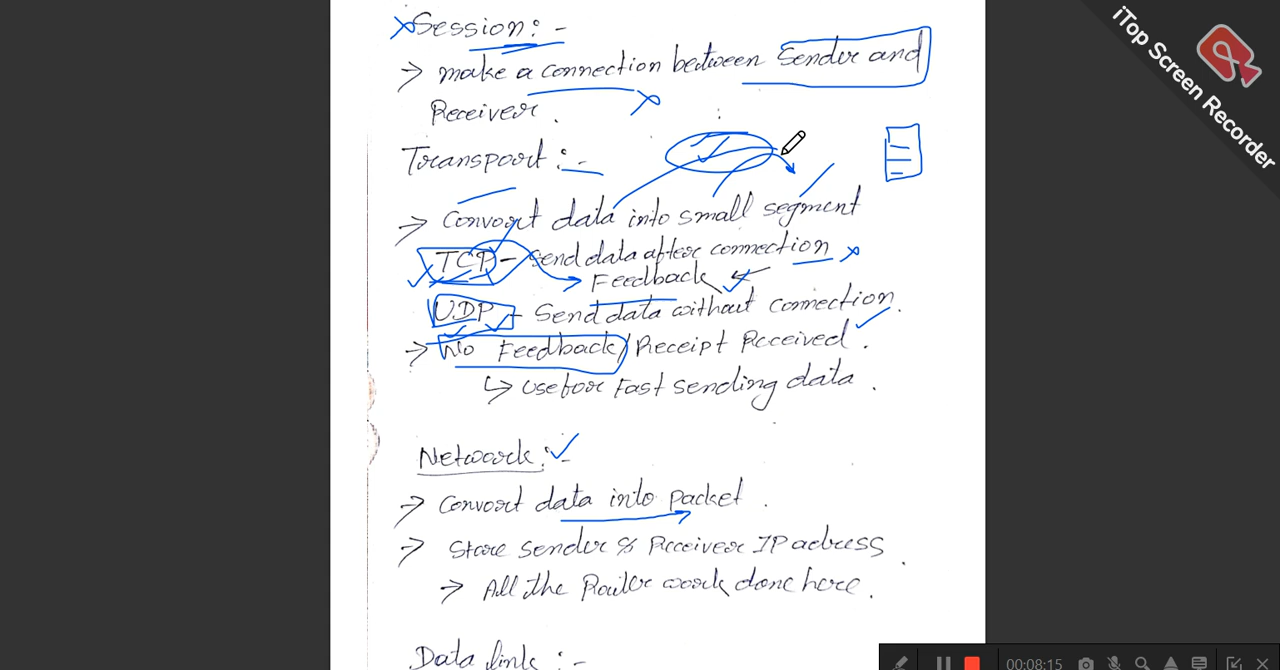 Session :-
→ make a connection between Sender and
Receiver.
Transport :-
→ Convert data into small segment
TCP - Send data after connection
→ Feedback
UDP - Send data without connection.
→ No Feedback/Receipt Received.
↳ Use for Fast sending data.
Network :-
→ Convert data into Packet.
→ Store sender & Receiver IP adress
→ All the Router work done here.
Data link :-
iTop Screen Recorder
00:08:15